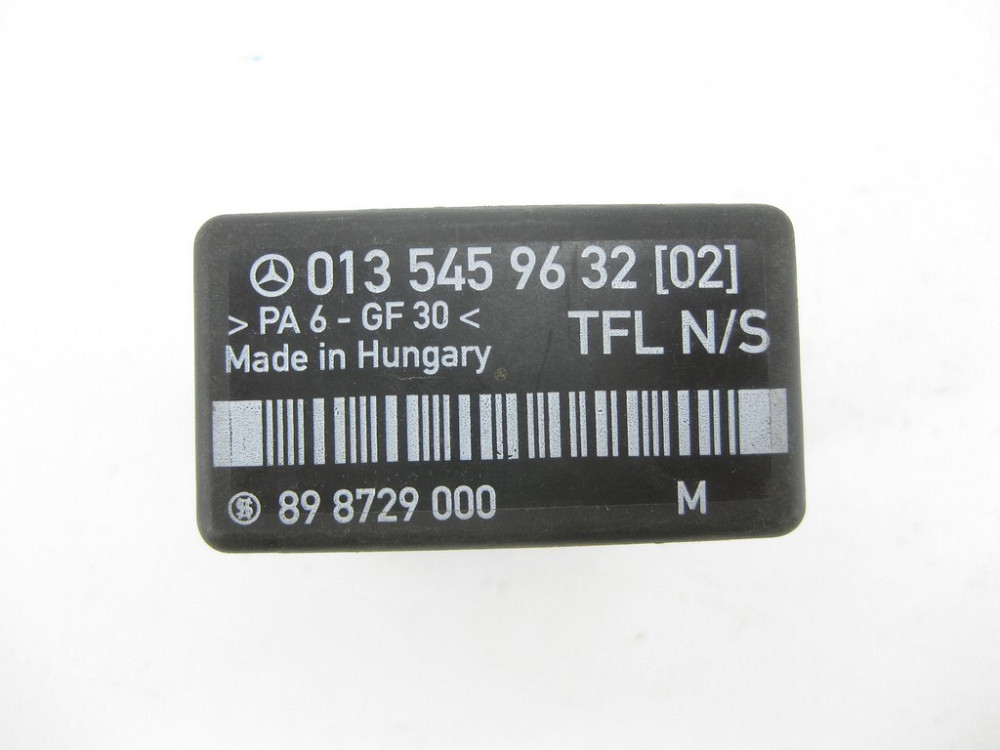 013 545 96 32 [02]
> PA 6 - GF 30 < TFL N/S
Made in Hungary
89 8729 000 M